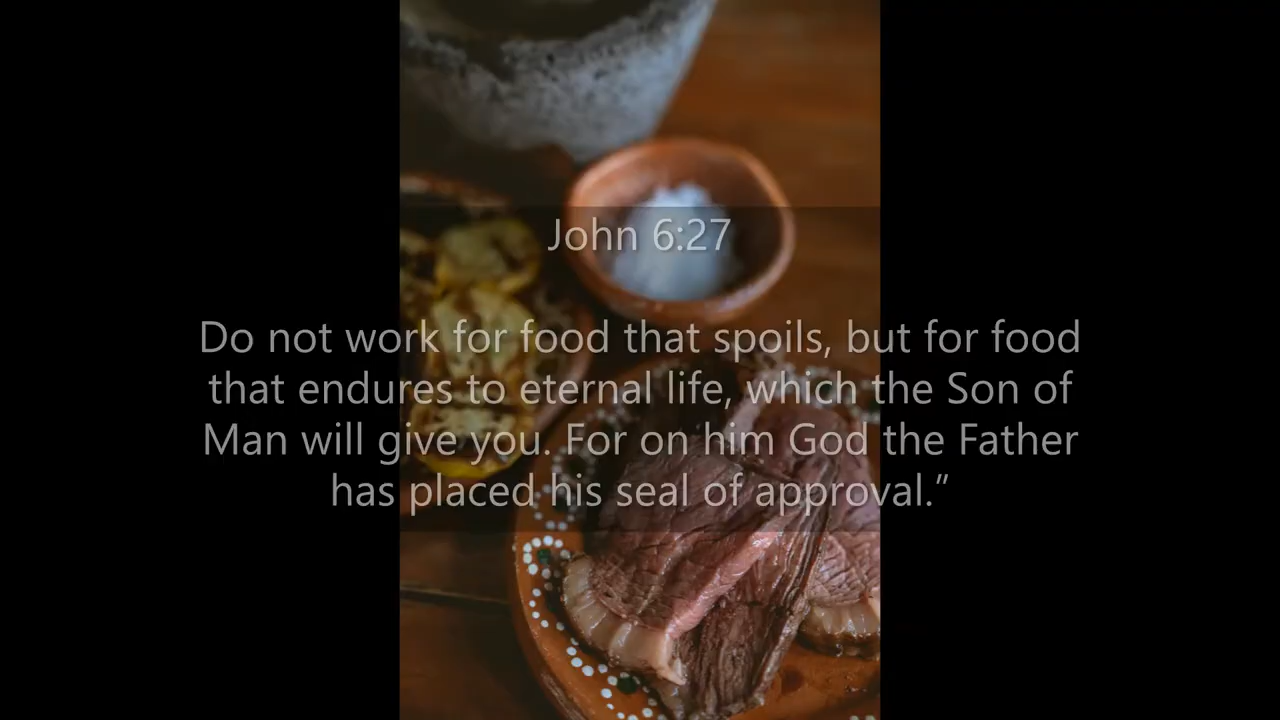 John 6:27
Do not work for food that spoils, but for food
that endures to eternal life, which the Son of
Man will give you. For on him God the Father
has placed his seal of approval.”